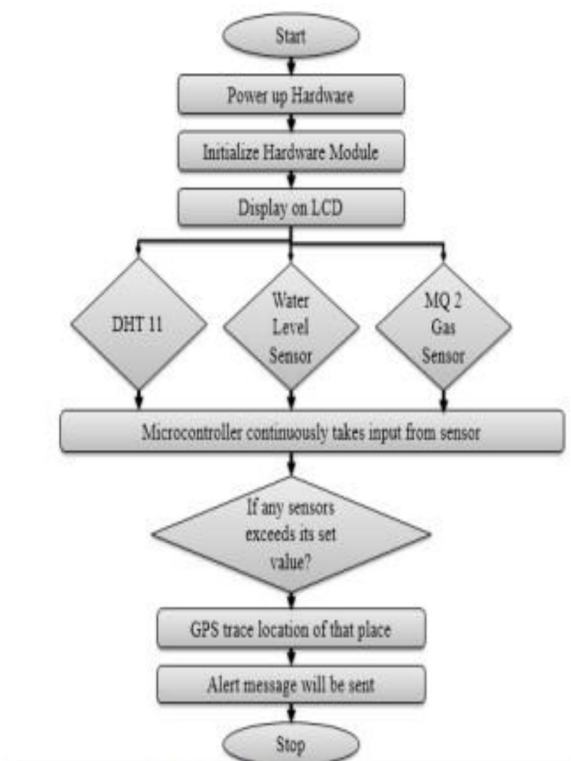 Start
Power up Hardware
Initialize Hardware Module
Display on LCD
DHT 11
Water
Level
Sensor
MQ 2
Gas
Sensor
Microcontroller continuously takes input from sensor
If any sensors
exceeds its set
value?
GPS trace location of that place
Alert message will be sent
Stop